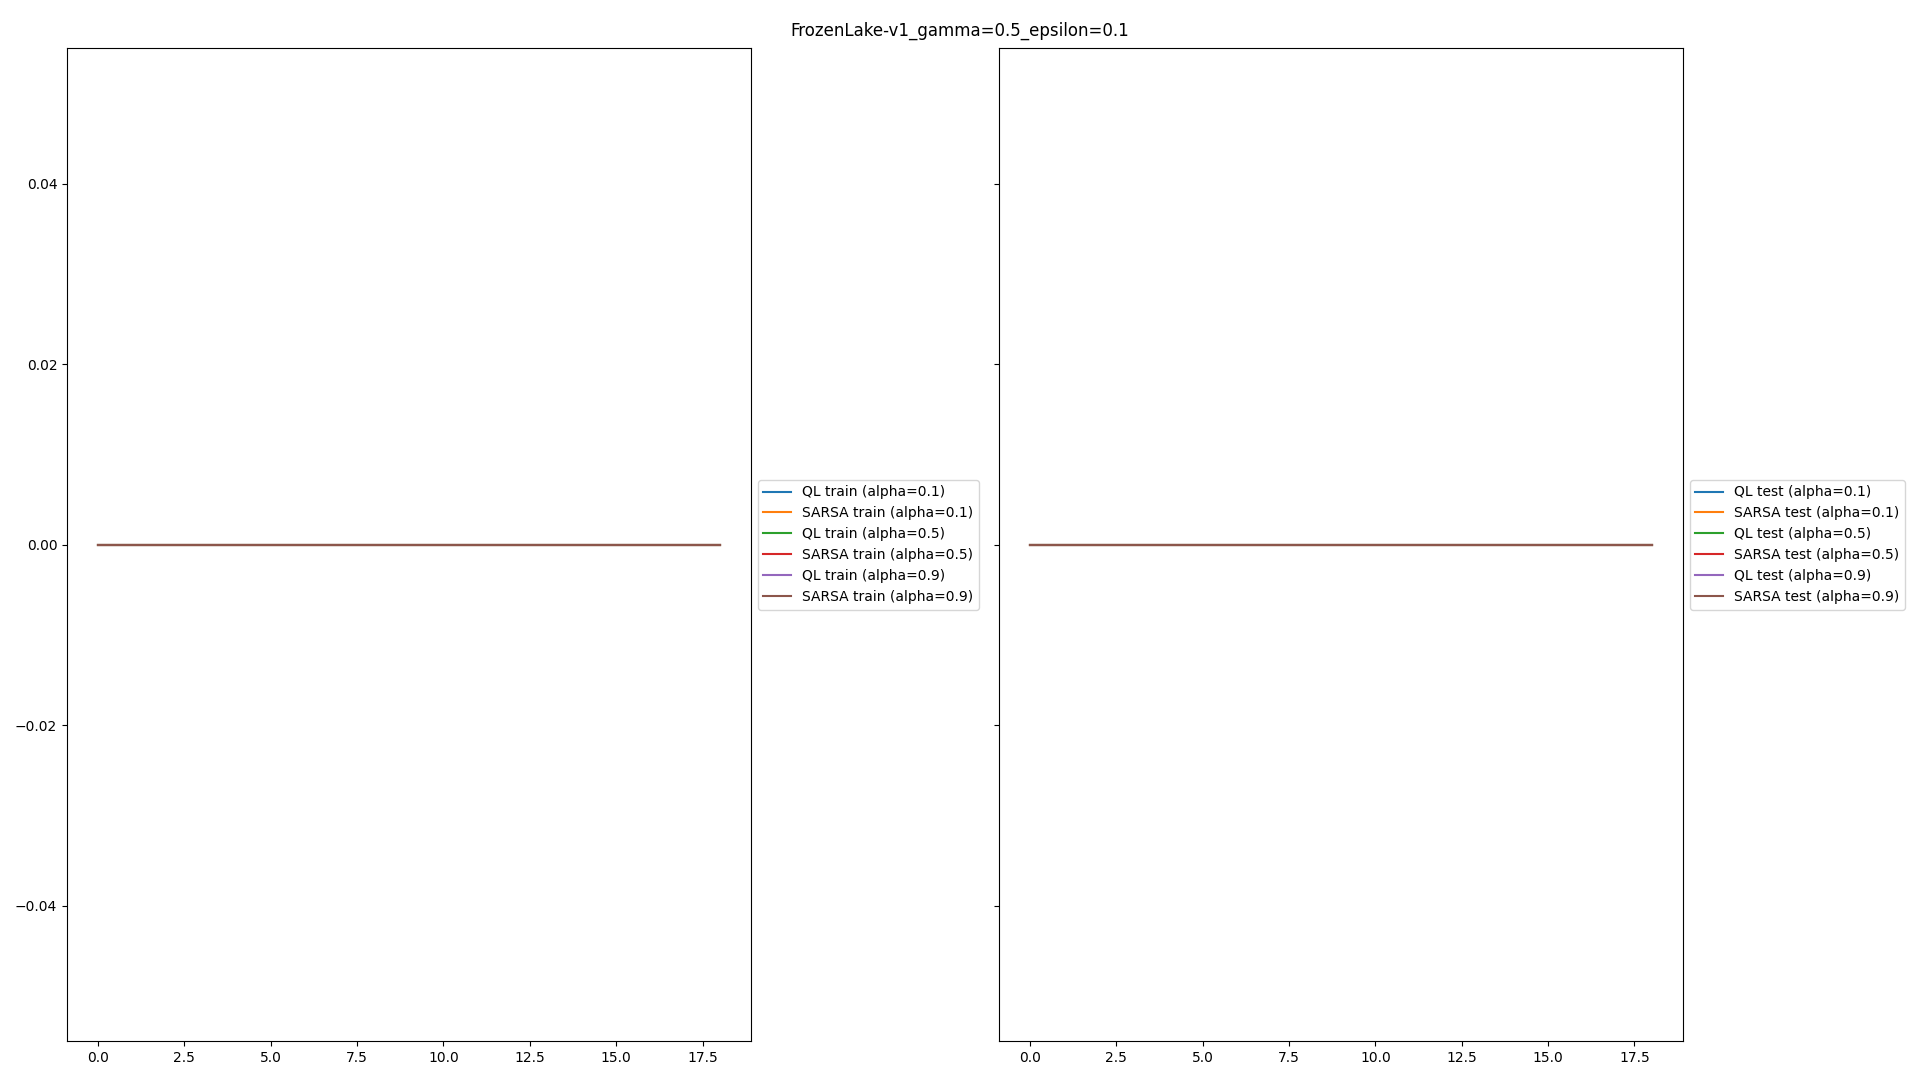 FrozenLake-v1_gamma=0.5_epsilon=0.1
0.04
0.02
0.00
−0.02
−0.04
0.0 2.5 5.0 7.5 10.0 12.5 15.0 17.5
QL train (alpha=0.1)
SARSA train (alpha=0.1)
QL train (alpha=0.5)
SARSA train (alpha=0.5)
QL train (alpha=0.9)
SARSA train (alpha=0.9)
0.0 2.5 5.0 7.5 10.0 12.5 15.0 17.5
QL test (alpha=0.1)
SARSA test (alpha=0.1)
QL test (alpha=0.5)
SARSA test (alpha=0.5)
QL test (alpha=0.9)
SARSA test (alpha=0.9)